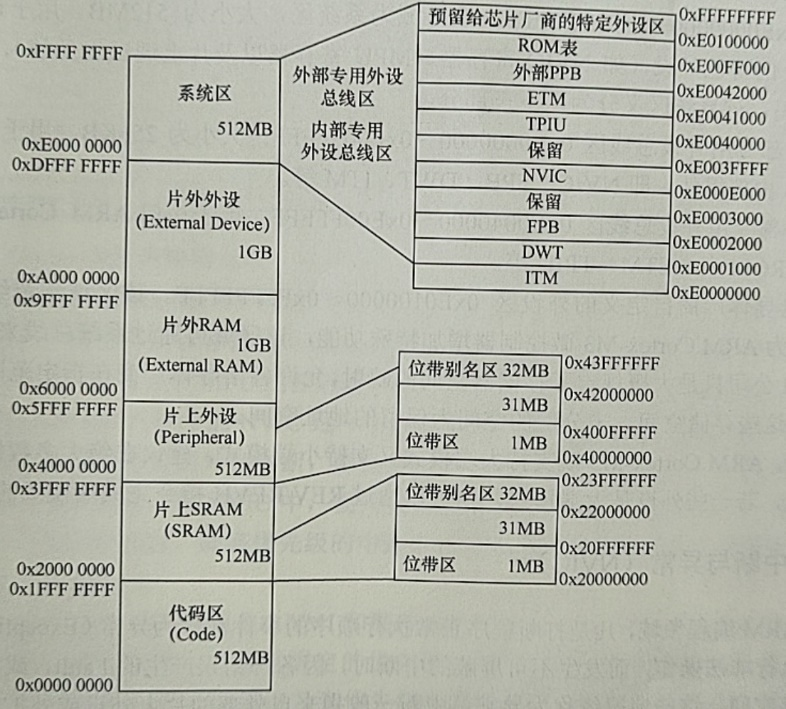 0xFFFF FFFF
系统区
512MB
0xE000 0000
0xDFFF FFFF
片外外设
(External Device)
1GB
0xA000 0000
0x9FFF FFFF
片外RAM
1GB
(External RAM)
0x6000 0000
0x5FFF FFFF
片上外设
(Peripheral)
512MB
0x4000 0000
0x3FFF FFFF
片上SRAM
(SRAM)
512MB
0x2000 0000
0x1FFF FFFF
代码区
(Code)
512MB
0x0000 0000
外部专用外设
总线区
内部专用
外设总线区
预留给芯片厂商的特定外设区
0xFFFFFFFF
ROM表
0xE0100000
外部PPB
0xE00FF000
ETM
0xE0042000
TPIU
0xE0041000
保留
0xE0040000
NVIC
0xE003FFFF
保留
0xE000E000
FPB
0xE0003000
DWT
0xE0002000
ITM
0xE0001000
0xE0000000
位带别名区 32MB
0x43FFFFFF
31MB
0x42000000
位带区 1MB
0x400FFFFF
0x40000000
位带别名区 32MB
0x23FFFFFF
31MB
0x22000000
位带区 1MB
0x20FFFFFF
0x20000000